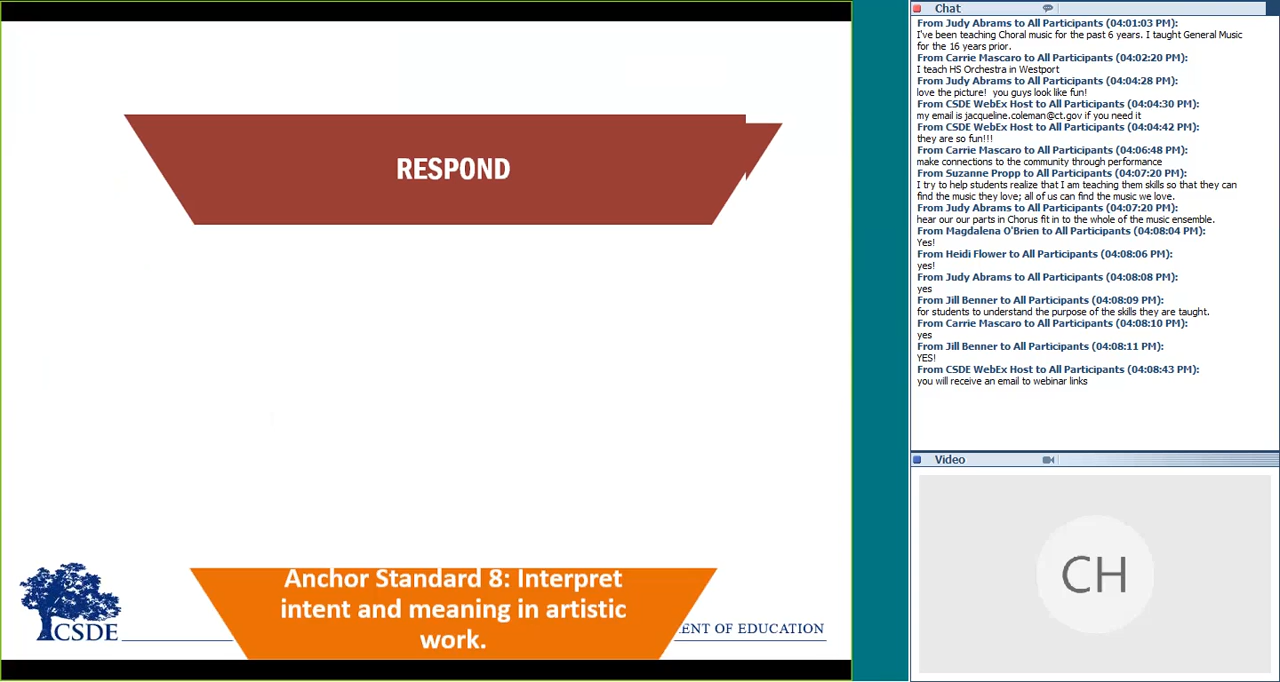 RESPOND
Anchor Standard 8: Interpret
intent and meaning in artistic
work.
CSDE
ENT OF EDUCATION
Chat
From Judy Abrams to All Participants (04:01:03 PM):
I've been teaching Choral music for the past 6 years. I taught General Music
for the 16 years prior.
From Carrie Mascaro to All Participants (04:02:20 PM):
I teach HS Orchestra in Westport
From Judy Abrams to All Participants (04:04:28 PM):
love the picture! you guys look like fun!
From CSDE WebEx Host to All Participants (04:04:30 PM):
my email is jacqueline.coleman@ct.gov if you need it
From CSDE WebEx Host to All Participants (04:04:42 PM):
they are so fun!!!
From Carrie Mascaro to All Participants (04:06:48 PM):
make connections to the community through performance
From Suzanne Propp to All Participants (04:07:20 PM):
I try to help students realize that I am teaching them skills so that they can
find the music they love; all of us can find the music we love.
From Judy Abrams to All Participants (04:07:20 PM):
hear our our parts in Chorus fit in to the whole of the music ensemble.
From Magdalena O'Brien to All Participants (04:08:04 PM):
Yes!
From Heidi Flower to All Participants (04:08:06 PM):
yes!
From Judy Abrams to All Participants (04:08:08 PM):
yes
From Jill Benner to All Participants (04:08:09 PM):
for students to understand the purpose of the skills they are taught.
From Carrie Mascaro to All Participants (04:08:10 PM):
yes
From Jill Benner to All Participants (04:08:11 PM):
YES!
From CSDE WebEx Host to All Participants (04:08:43 PM):
you will receive an email to webinar links
Video
CH